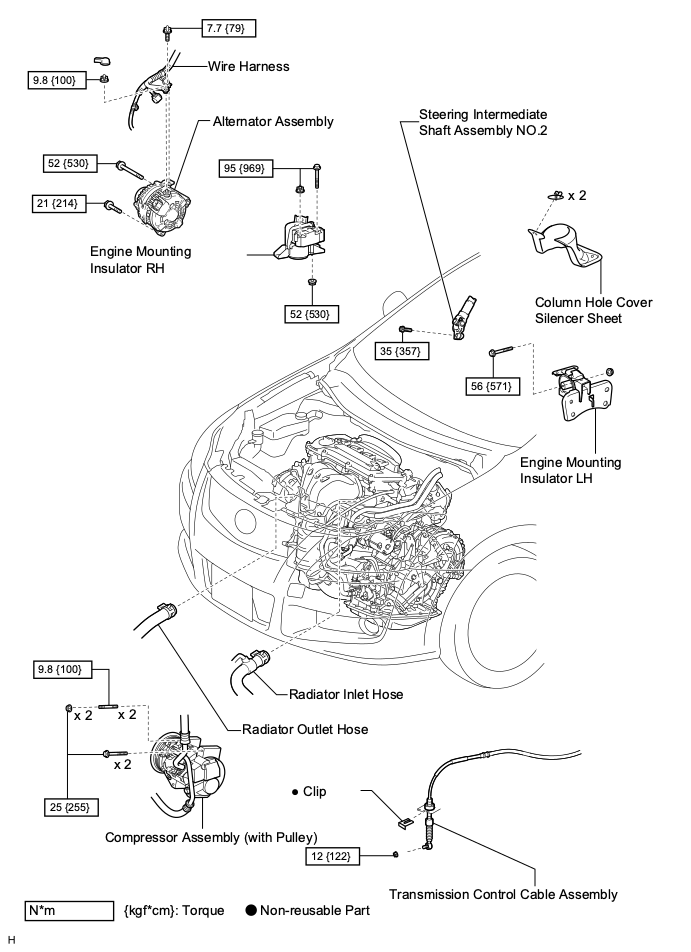 7.7 {79}
Wire Harness
9.8 {100}
Alternator Assembly
Steering Intermediate
Shaft Assembly NO.2
52 {530}
95 {969}
21 {214}
x 2
Engine Mounting
Insulator RH
52 {530}
Column Hole Cover
Silencer Sheet
35 {357}
56 {571}
Engine Mounting
Insulator LH
9.8 {100}
Radiator Inlet Hose
x 2
x 2
Radiator Outlet Hose
x 2
● Clip
25 {255}
Compressor Assembly (with Pulley)
12 {122}
Transmission Control Cable Assembly
N*m {kgf*cm}: Torque ● Non-reusable Part
H